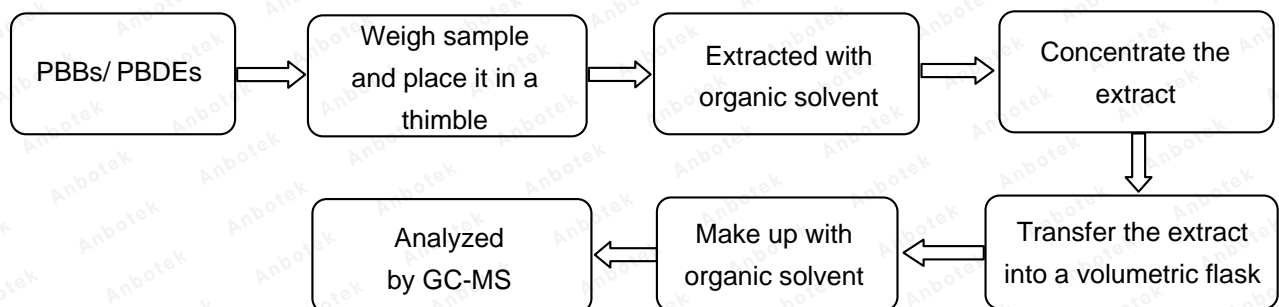 PBBs/ PBDEs
Weigh sample
and place it in a
thimble
Extracted with
organic solvent
Concentrate the
extract
Transfer the extract
into a volumetric flask
Make up with
organic solvent
Analyzed
by GC-MS
Anbotek